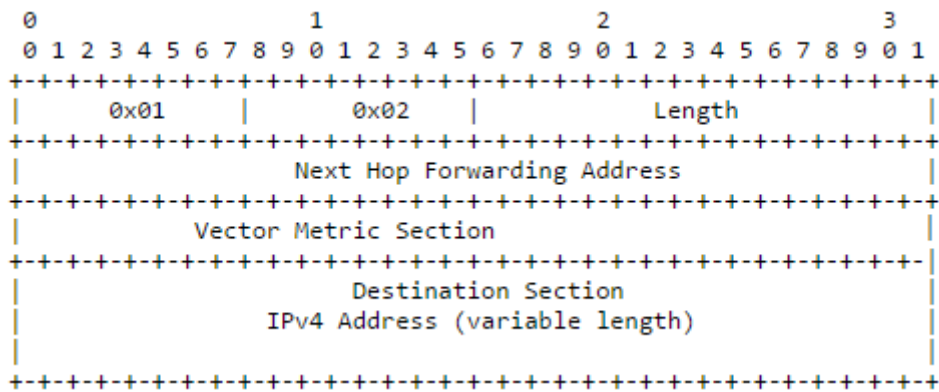 0                   1                   2                   3
 0 1 2 3 4 5 6 7 8 9 0 1 2 3 4 5 6 7 8 9 0 1 2 3 4 5 6 7 8 9 0 1
+-+-+-+-+-+-+-+-+-+-+-+-+-+-+-+-+-+-+-+-+-+-+-+-+-+-+-+-+-+-+-+-+
|      0x01     |       0x02    |            Length             |
+-+-+-+-+-+-+-+-+-+-+-+-+-+-+-+-+-+-+-+-+-+-+-+-+-+-+-+-+-+-+-+-+
|                   Next Hop Forwarding Address                 |
+-+-+-+-+-+-+-+-+-+-+-+-+-+-+-+-+-+-+-+-+-+-+-+-+-+-+-+-+-+-+-+-+
|            Vector Metric Section                              |
+-+-+-+-+-+-+-+-+-+-+-+-+-+-+-+-+-+-+-+-+-+-+-+-+-+-+-+-+-+-+-+-|
|                       Destination Section                     |
|                 IPv4 Address (variable length)                |
|                                                               |
+-+-+-+-+-+-+-+-+-+-+-+-+-+-+-+-+-+-+-+-+-+-+-+-+-+-+-+-+-+-+-+-+